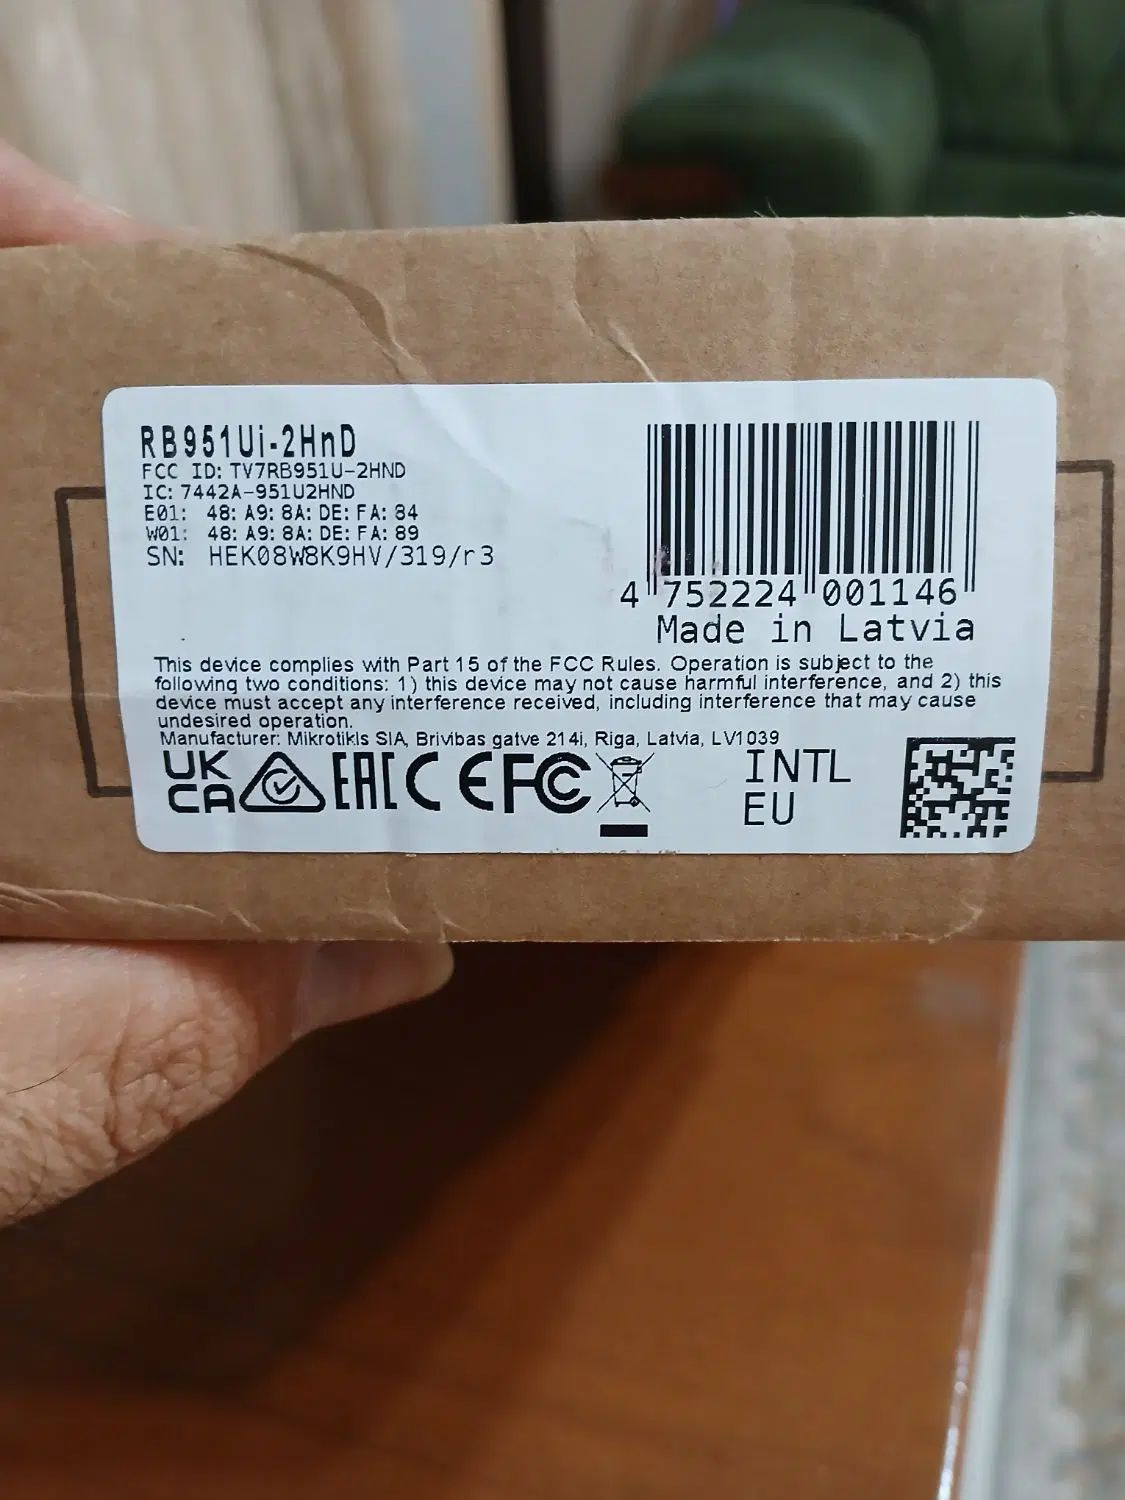 RB951Ui-2HnD
FCC ID: TV7RB951U-2HND
IC: 7442A-951U2HND
E01: 48: A9: 8A: DE: FA: 84
W01: 48: A9: 8A: DE: FA: 89
SN: HEK08W8K9HV/319/r3
4 752224 001146
Made in Latvia
This device complies with Part 15 of the FCC Rules. Operation is subject to the
following two conditions: 1) this device may not cause harmful interference, and 2) this
device must accept any interference received, including interference that may cause
undesired operation.
Manufacturer: Mikrotikls SIA, Brivibas gatve 214i, Riga, Latvia, LV1039
UK
CA
EAC CE FC
INTL
EU